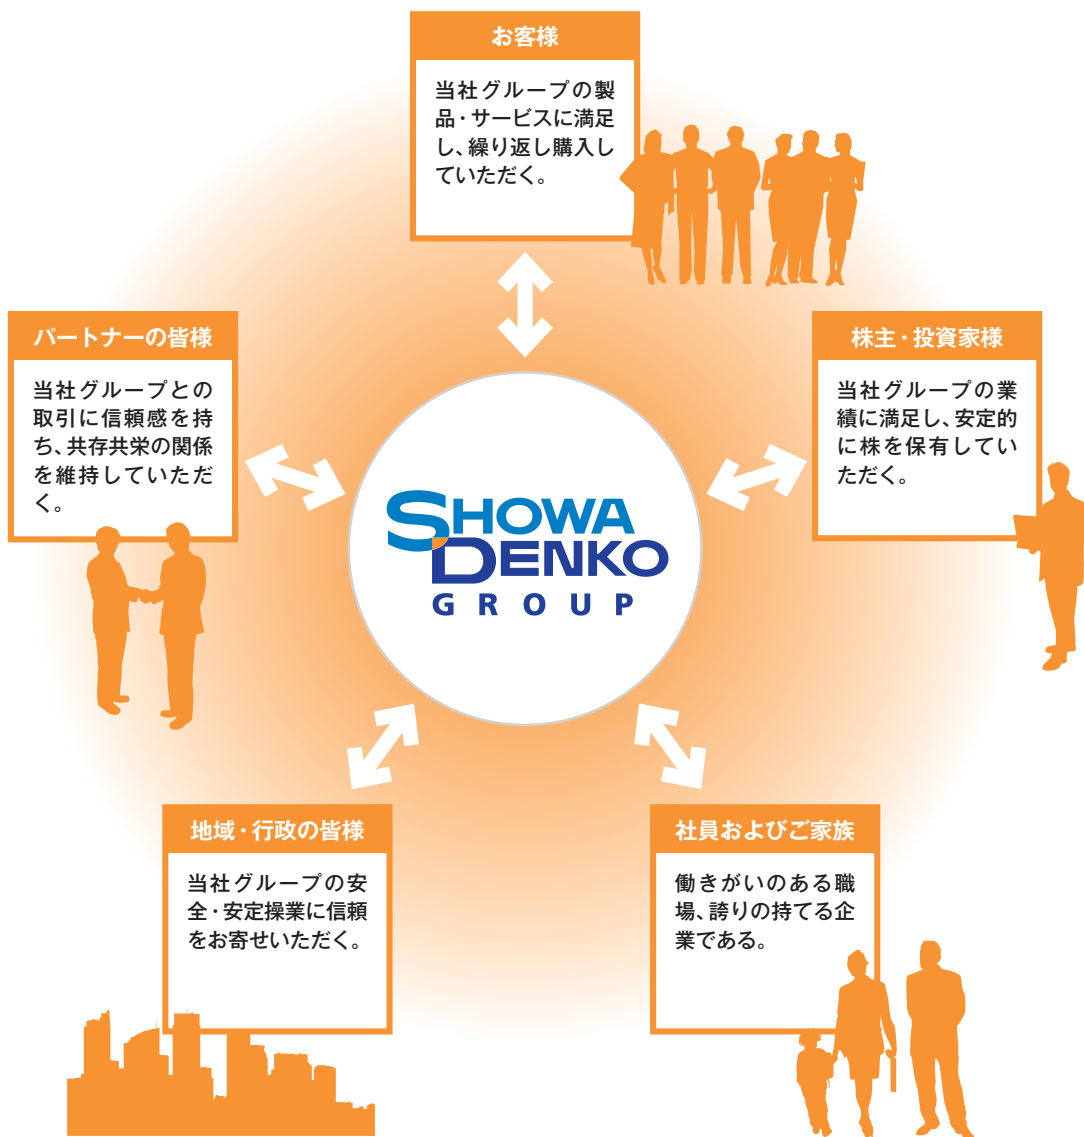 お客様
当社グループの製
品・サービスに満足
し、繰り返し購入し
ていただく。
パートナーの皆様
当社グループとの
取引に信頼感を持
ち、共存共栄の関係
を維持していただ
く。
株主・投資家様
当社グループの業
績に満足し、安定的
に株を保有してい
ただく。
SHOWA
DENKO
GROUP
地域・行政の皆様
当社グループの安
全・安定操業に信頼
をお寄せいただく。
社員およびご家族
働きがいのある職
場、誇りの持てる企
業である。